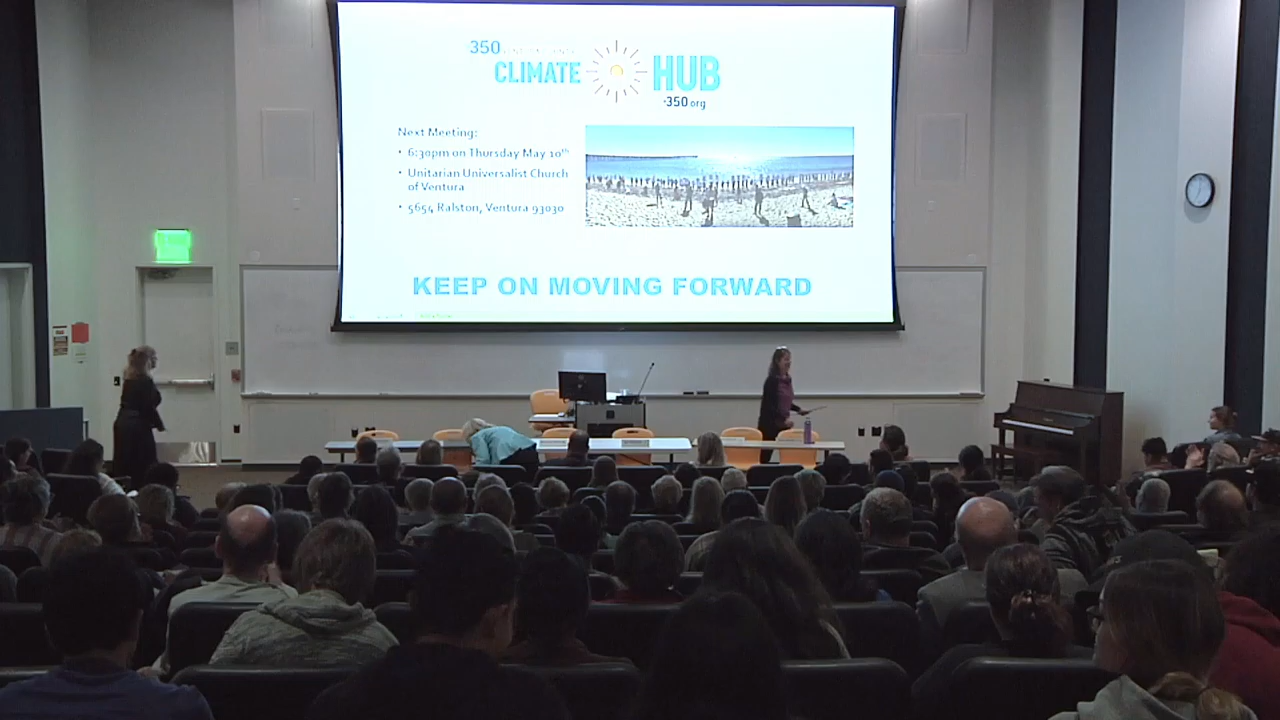 350
CLIMATE HUB
-350.org
Next Meeting:
• 6:30pm on Thursday May 10th
• Unitarian Universalist Church
of Ventura
• 5654 Ralston, Ventura 93030
KEEP ON MOVING FORWARD